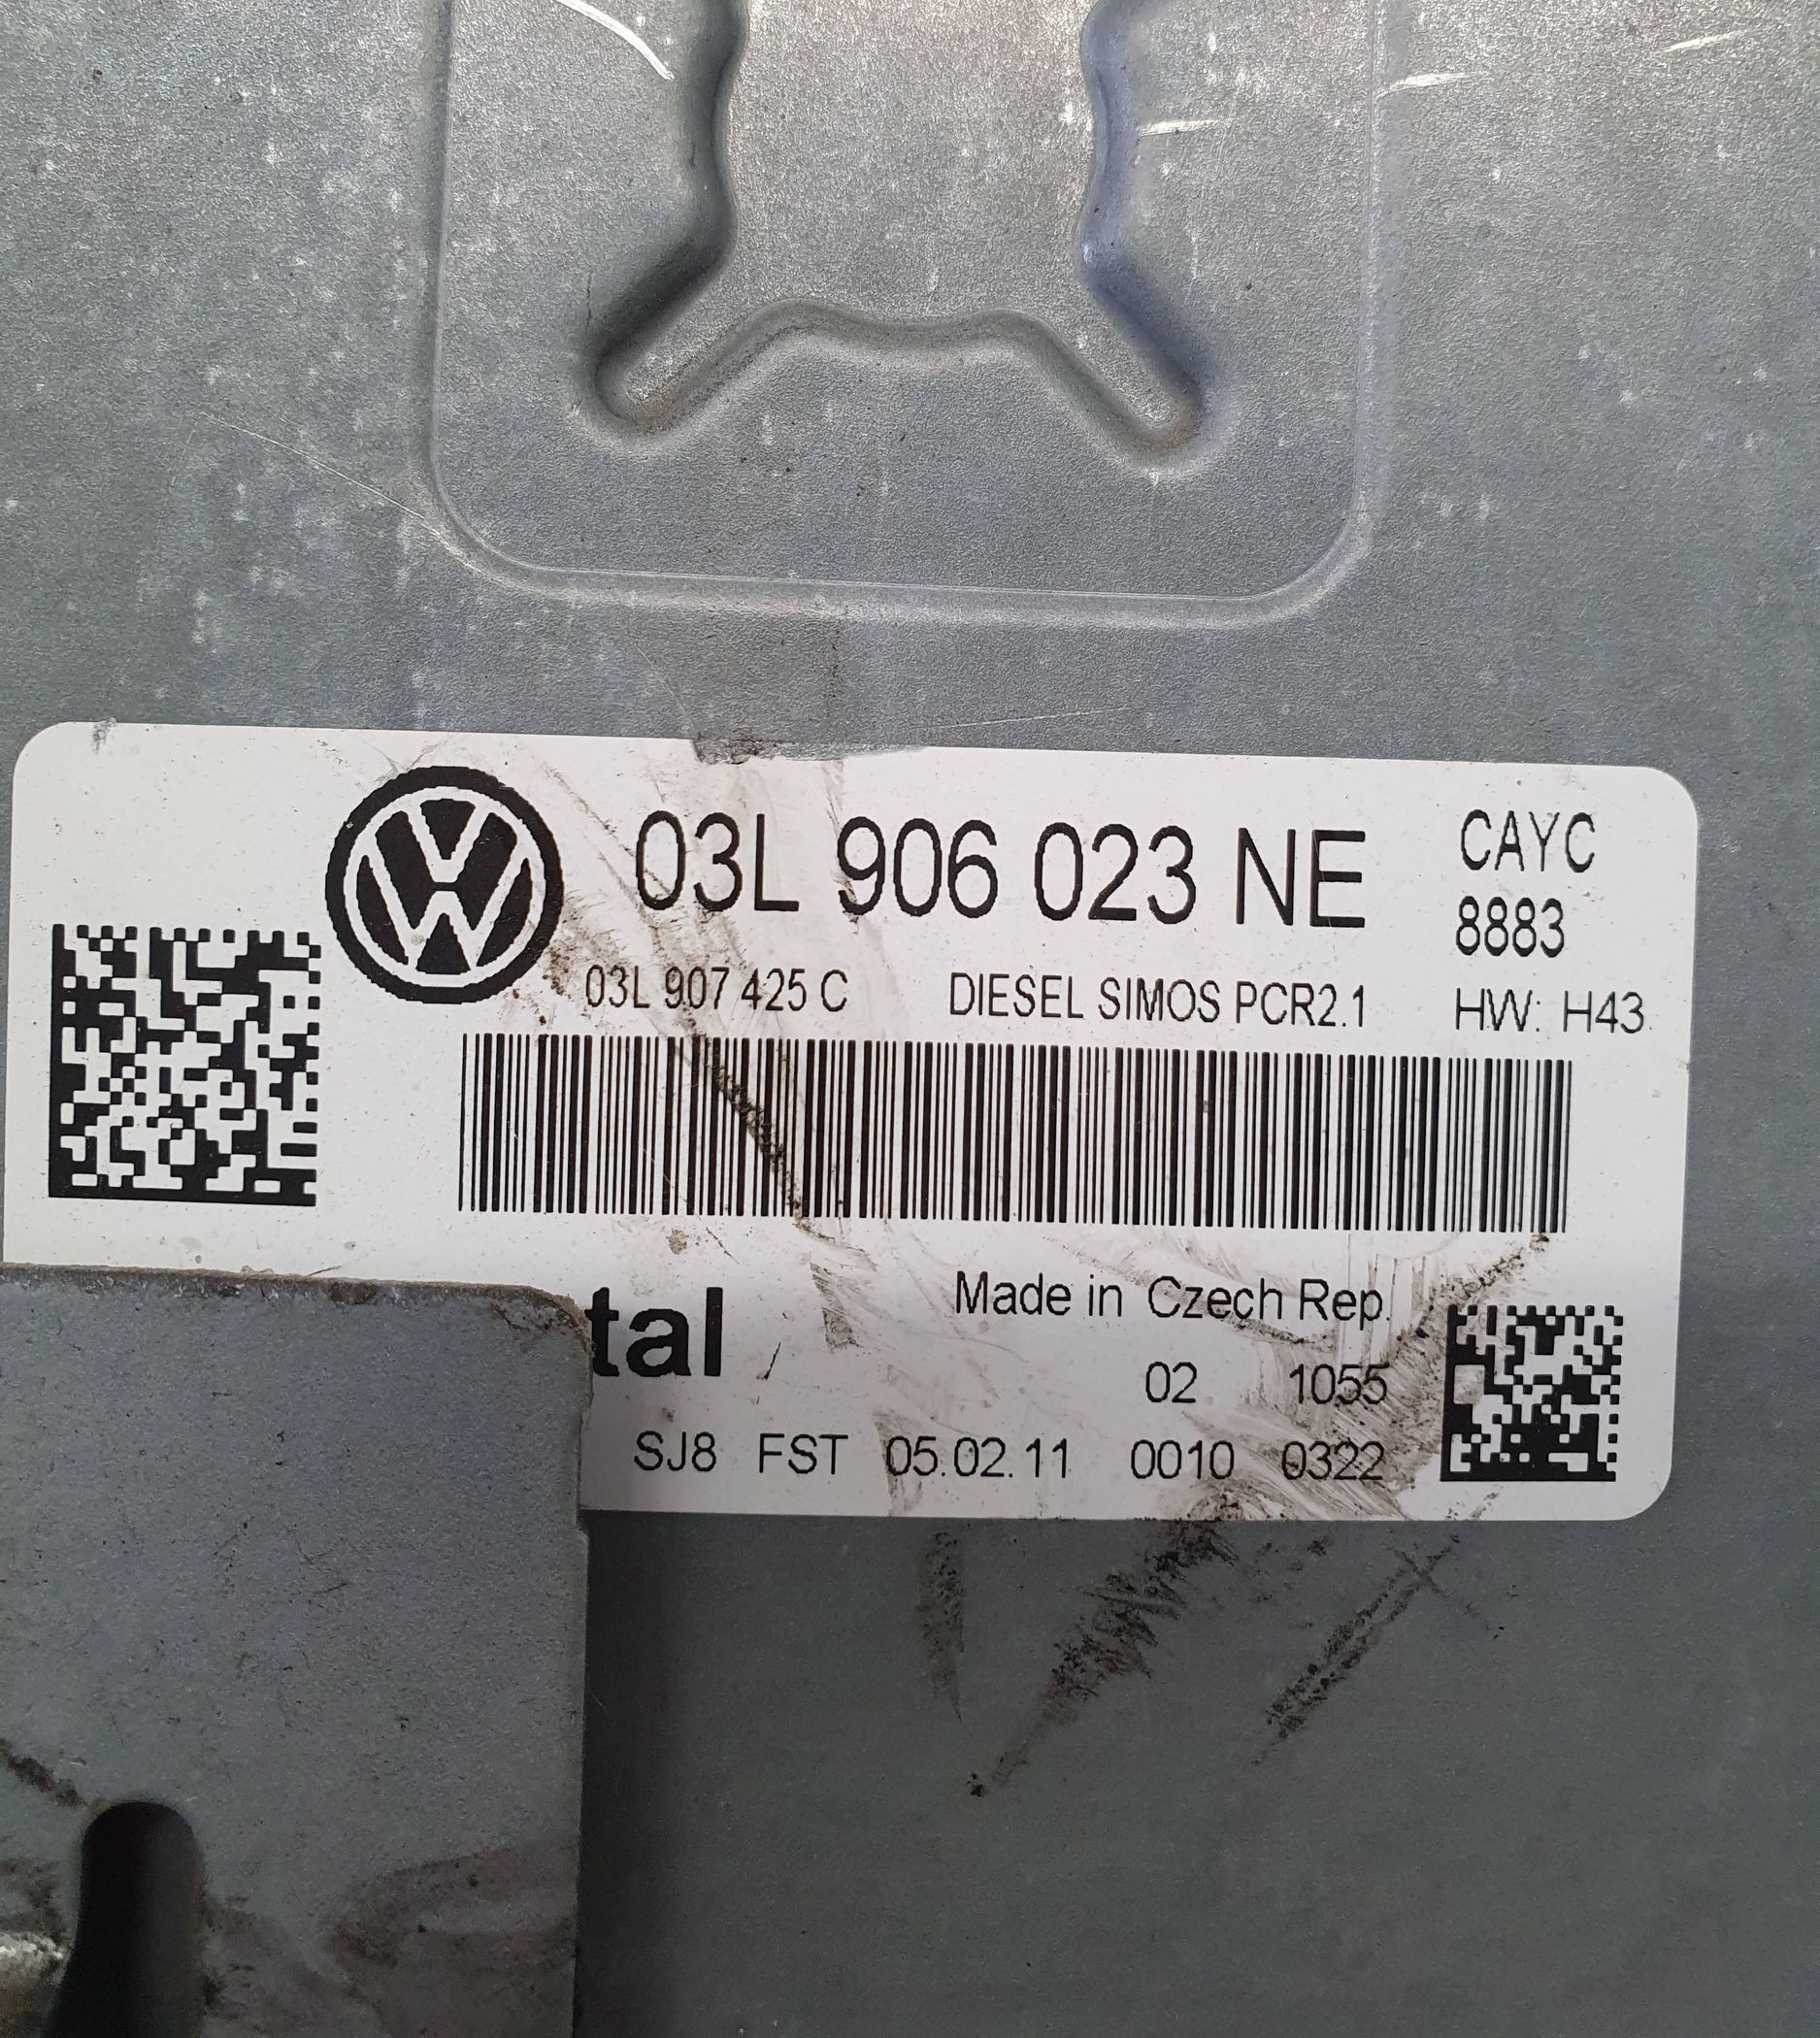 03L 906 023 NE
CAYC
8883
03L 907 425 C DIESEL SIMOS PCR2.1 HW: H43
tal
Made in Czech Rep.
02 1055
SJ8 FST 05.02.11 0010 0322